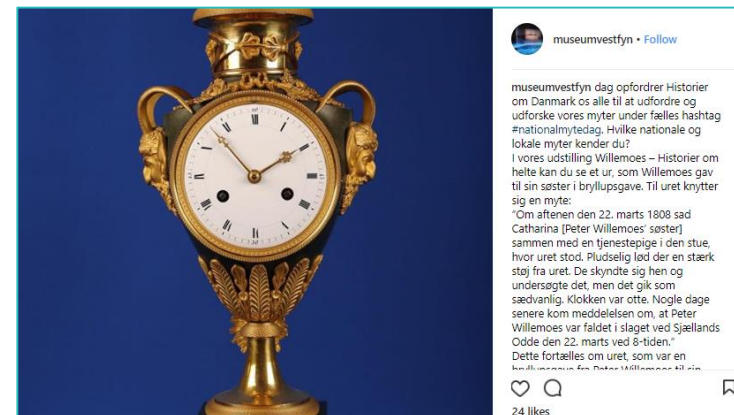 museumvestfyn • Follow
museumvestfyn dag opfordrer Historier
om Danmark os alle til at udfordre og
udforske vores myter under fælles hashtag
#nationalmytedag. Hvilke nationale og
lokale myter kender du?
I vores udstilling Willemoes – Historier om
helte kan du se et ur, som Willemoes gav
til sin søster i bryllupsgave. Til uret knytter
sig en myte:
"Om aftenen den 22. marts 1808 sad
Catharina [Peter Willemoes' søster]
sammen med en tjenestepige i den stue,
hvor uret stod. Pludselig lød der en stærk
støj fra uret. De skyndte sig hen og
undersøgte det, men det gik som
sædvanlig. Klokken var otte. Nogle dage
senere kom meddelelsen om, at Peter
Willemoes var faldet i slaget ved Sjællands
Odde den 22. marts ved 8-tiden."
Dette fortælles om uret, som var en
bryllupsgave fra Peter Willemoes til sin
24 likes